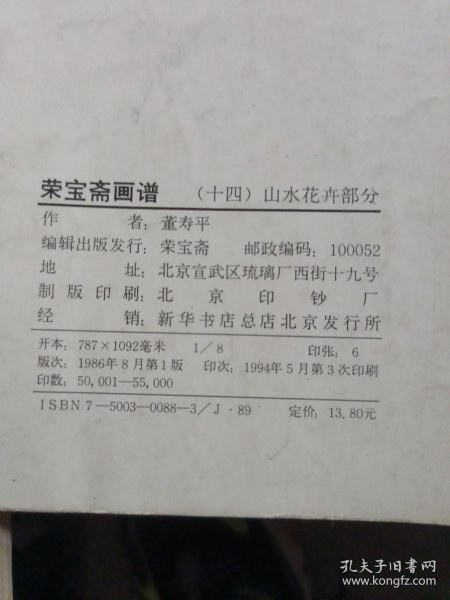 荣宝斋画谱 （十四）山水花卉部分
作者：董寿平
编辑出版发行：荣宝斋 邮政编码：100052
地址：北京宣武区琉璃厂西街十九号
制版印刷：北京印钞厂
经销：新华书店总店北京发行所
开本：787×1092毫米 1/8 印张：6
版次：1986年8月第1版 印次：1994年5月第3次印刷
印数：50,001—55,000
ISBN7—5003—0088—3/J·89 定价：13.80元
孔夫子旧书网
www.kongfz.com